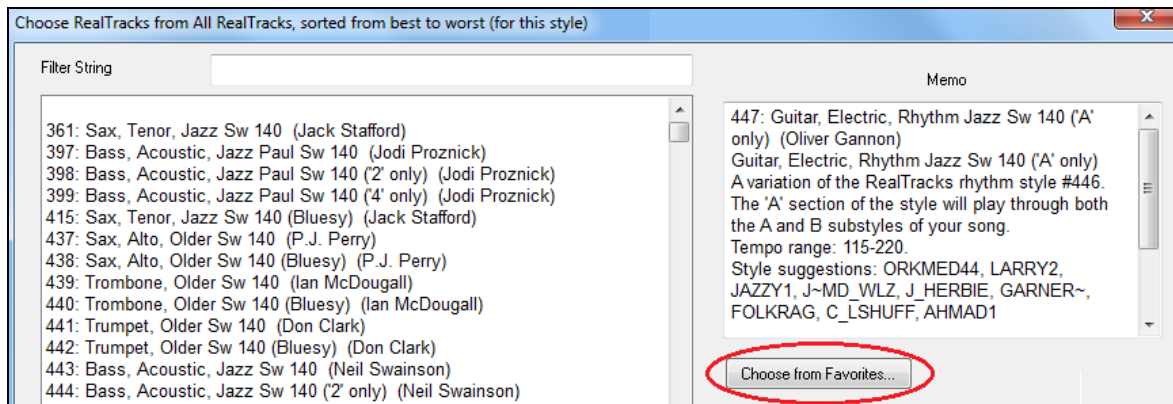 Choose RealTracks from All RealTracks, sorted from best to worst (for this style)
Filter String
361: Sax, Tenor, Jazz Sw 140 (Jack Stafford)
397: Bass, Acoustic, Jazz Paul Sw 140 (Jodi Proznick)
398: Bass, Acoustic, Jazz Paul Sw 140 ('2' only) (Jodi Proznick)
399: Bass, Acoustic, Jazz Paul Sw 140 ('4' only) (Jodi Proznick)
415: Sax, Tenor, Jazz Sw 140 (Bluesy) (Jack Stafford)
437: Sax, Alto, Older Sw 140 (P.J. Perry)
438: Sax, Alto, Older Sw 140 (Bluesy) (P.J. Perry)
439: Trombone, Older Sw 140 (Ian McDougall)
440: Trombone, Older Sw 140 (Bluesy) (Ian McDougall)
441: Trumpet, Older Sw 140 (Don Clark)
442: Trumpet, Older Sw 140 (Bluesy) (Don Clark)
443: Bass, Acoustic, Jazz Sw 140 (Neil Swainson)
444: Bass, Acoustic, Jazz Sw 140 ('2' only) (Neil Swainson)
Memo
447: Guitar, Electric, Rhythm Jazz Sw 140 ('A'
only) (Oliver Gannon)
Guitar, Electric, Rhythm Jazz Sw 140 ('A' only)
A variation of the RealTracks rhythm style #446.
The 'A' section of the style will play through both
the A and B substyles of your song.
Tempo range: 115-220.
Style suggestions: ORKMED44, LARRY2,
JAZZY1, J~MD_WLZ, J_HERBIE, GARNER~,
FOLKRAG, C_LSHUFF, AHMAD1
Choose from Favorites...